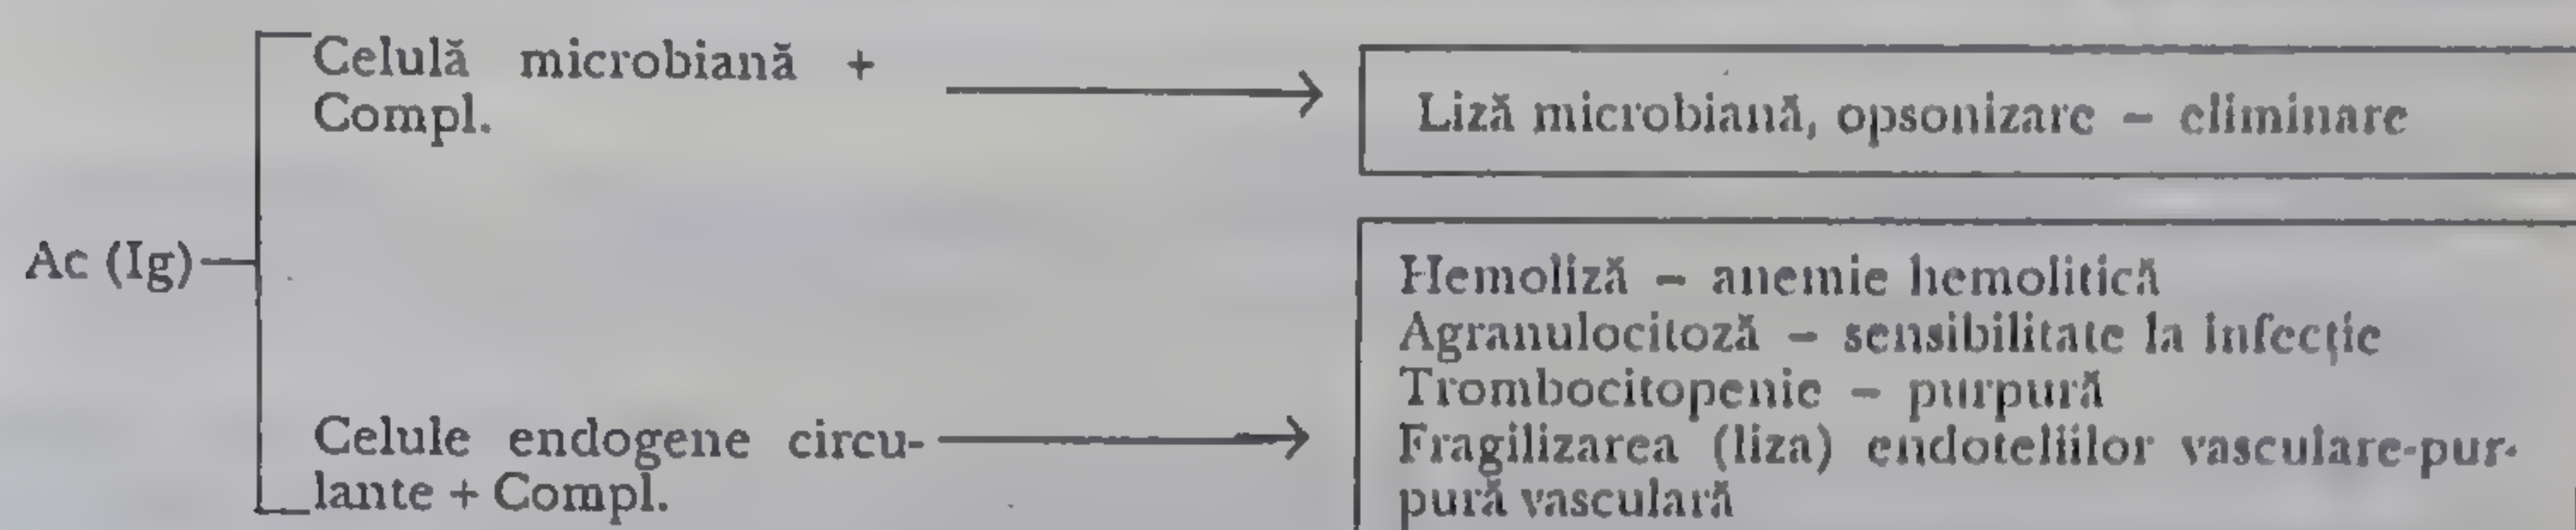 Celulă microbiană +
Compl.
Liză microbiană, opsonizare – eliminare
Ac (Ig)
Celule endogene circu-
lante + Compl.
Hemoliză – anemie hemolitică
Agranulocitoză – sensibilitate la infecție
Trombocitopenie – purpură
Fragilizarea (liza) endoteliilor vasculare-pur-
pură vasculară